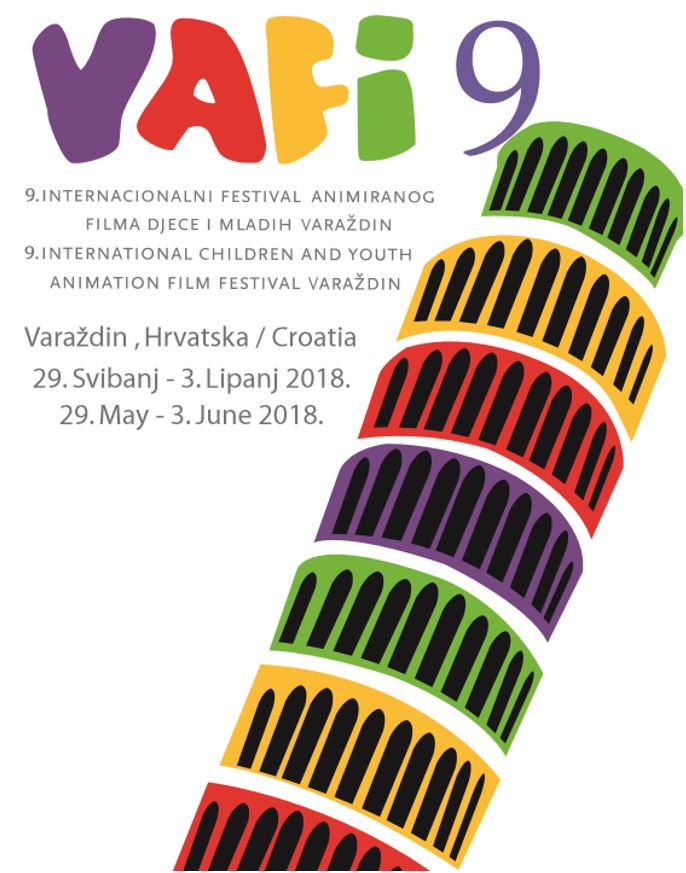 VAFi 9
9.INTERNACIONALNI FESTIVAL ANIMIRANOG
FILMA DJECE I MLADIH VARAŽDIN
9.INTERNATIONAL CHILDREN AND YOUTH
ANIMATION FILM FESTIVAL VARAŽDIN
Varaždin , Hrvatska / Croatia
29. Svibanj - 3. Lipanj 2018.
29. May - 3. June 2018.